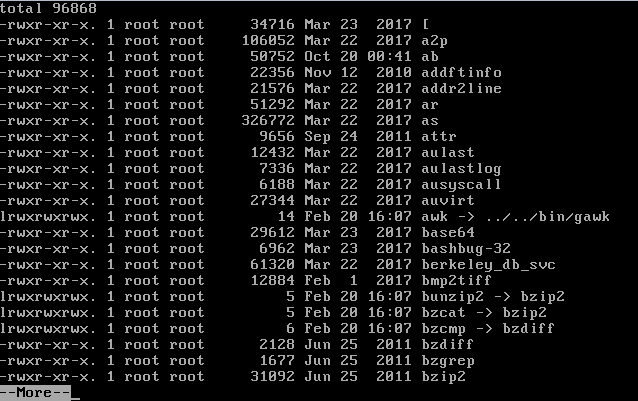 total 96868
-rwxr-xr-x. 1 root root    34716 Mar 23  2017 [
-rwxr-xr-x. 1 root root   106052 Mar 22  2017 a2p
-rwxr-xr-x. 1 root root    50752 Oct 20 00:41 ab
-rwxr-xr-x. 1 root root    22356 Nov 12  2010 addftinfo
-rwxr-xr-x. 1 root root    21576 Mar 22  2017 addr2line
-rwxr-xr-x. 1 root root    51292 Mar 22  2017 ar
-rwxr-xr-x. 1 root root   326772 Mar 22  2017 as
-rwxr-xr-x. 1 root root     9656 Sep 24  2011 attr
-rwxr-xr-x. 1 root root    12432 Mar 22  2017 aulast
-rwxr-xr-x. 1 root root     7336 Mar 22  2017 aulastlog
-rwxr-xr-x. 1 root root     6188 Mar 22  2017 ausyscall
-rwxr-xr-x. 1 root root    27344 Mar 22  2017 auvirt
lrwxrwxrwx. 1 root root       14 Feb 20 16:07 awk -> ../../bin/gawk
-rwxr-xr-x. 1 root root    29612 Mar 23  2017 base64
-rwxr-xr-x. 1 root root     6962 Mar 23  2017 bashbug-32
-rwxr-xr-x. 1 root root    61320 Mar 22  2017 berkeley_db_svc
-rwxr-xr-x. 1 root root    12884 Feb  1  2017 bmp2tiff
lrwxrwxrwx. 1 root root        5 Feb 20 16:07 bunzip2 -> bzip2
lrwxrwxrwx. 1 root root        5 Feb 20 16:07 bzcat -> bzip2
lrwxrwxrwx. 1 root root        6 Feb 20 16:07 bzcmp -> bzdiff
-rwxr-xr-x. 1 root root     2128 Jun 25  2011 bzdiff
-rwxr-xr-x. 1 root root     1677 Jun 25  2011 bzgrep
-rwxr-xr-x. 1 root root    31092 Jun 25  2011 bzip2
--More--